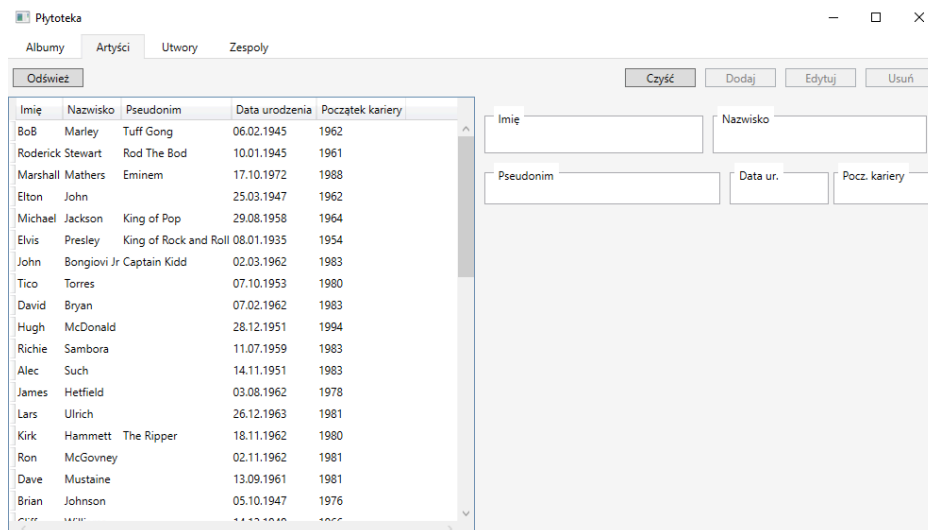 Płytoteka
Albumy Artyści Utwory Zespoly
Odśwież Czyść Dodaj Edytuj Usuń
Imię Nazwisko Pseudonim Data urodzenia Początek kariery
BoB Marley Tuff Gong 06.02.1945 1962
Roderick Stewart Rod The Bod 10.01.1945 1961
Marshall Mathers Eminem 17.10.1972 1988
Elton John 25.03.1947 1962
Michael Jackson King of Pop 29.08.1958 1964
Elvis Presley King of Rock and Roll 08.01.1935 1954
John Bongiovi Jr Captain Kidd 02.03.1962 1983
Tico Torres 07.10.1953 1980
David Bryan 07.02.1962 1983
Hugh McDonald 28.12.1951 1994
Richie Sambora 11.07.1959 1983
Alec Such 14.11.1951 1983
James Hetfield 03.08.1962 1978
Lars Ulrich 26.12.1963 1981
Kirk Hammett The Ripper 18.11.1962 1980
Ron McGovney 02.11.1962 1981
Dave Mustaine 13.09.1961 1981
Brian Johnson 05.10.1947 1976
Imię Nazwisko
Pseudonim Data ur. Pocz. kariery